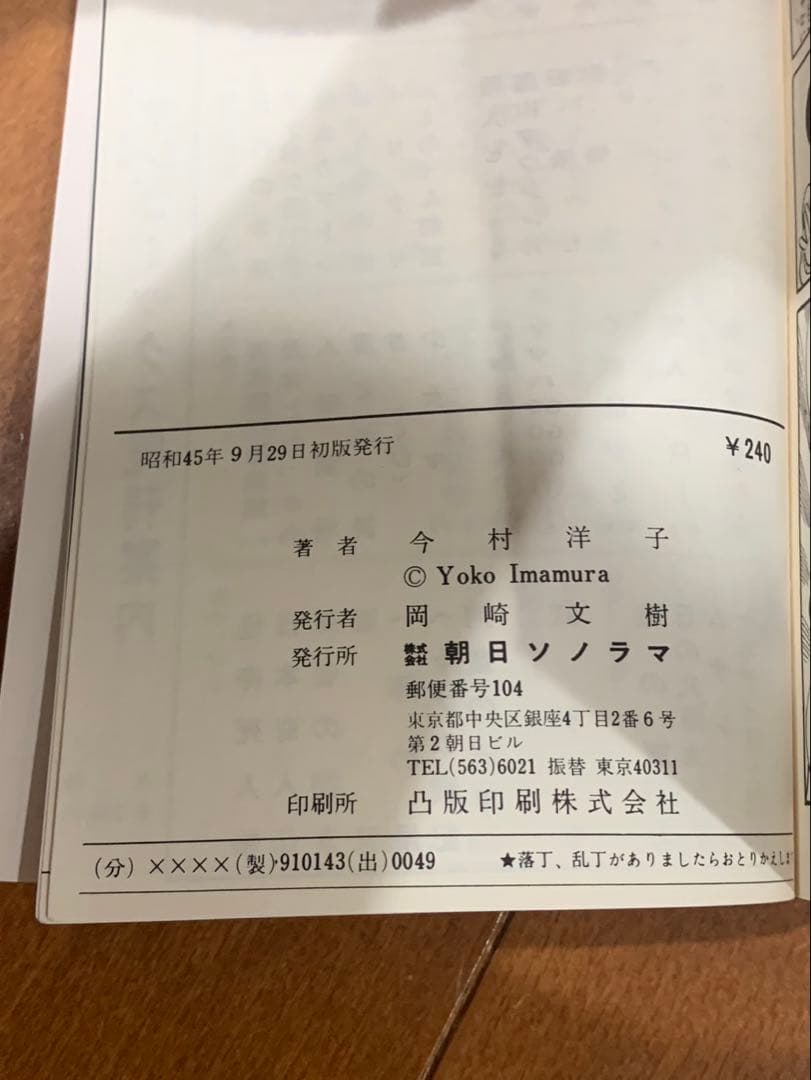 昭和45年9月29日初版発行
¥240
著者 今村洋子
© Yoko Imamura
発行者 岡崎文樹
発行所 株式会社 朝日ソノラマ
郵便番号104
東京都中央区銀座4丁目2番6号
第2朝日ビル
TEL(563)6021 振替 東京40311
印刷所 凸版印刷株式会社
(分)××××(製)910143(出)0049 ★落丁、乱丁がありましたらおとりかえしま